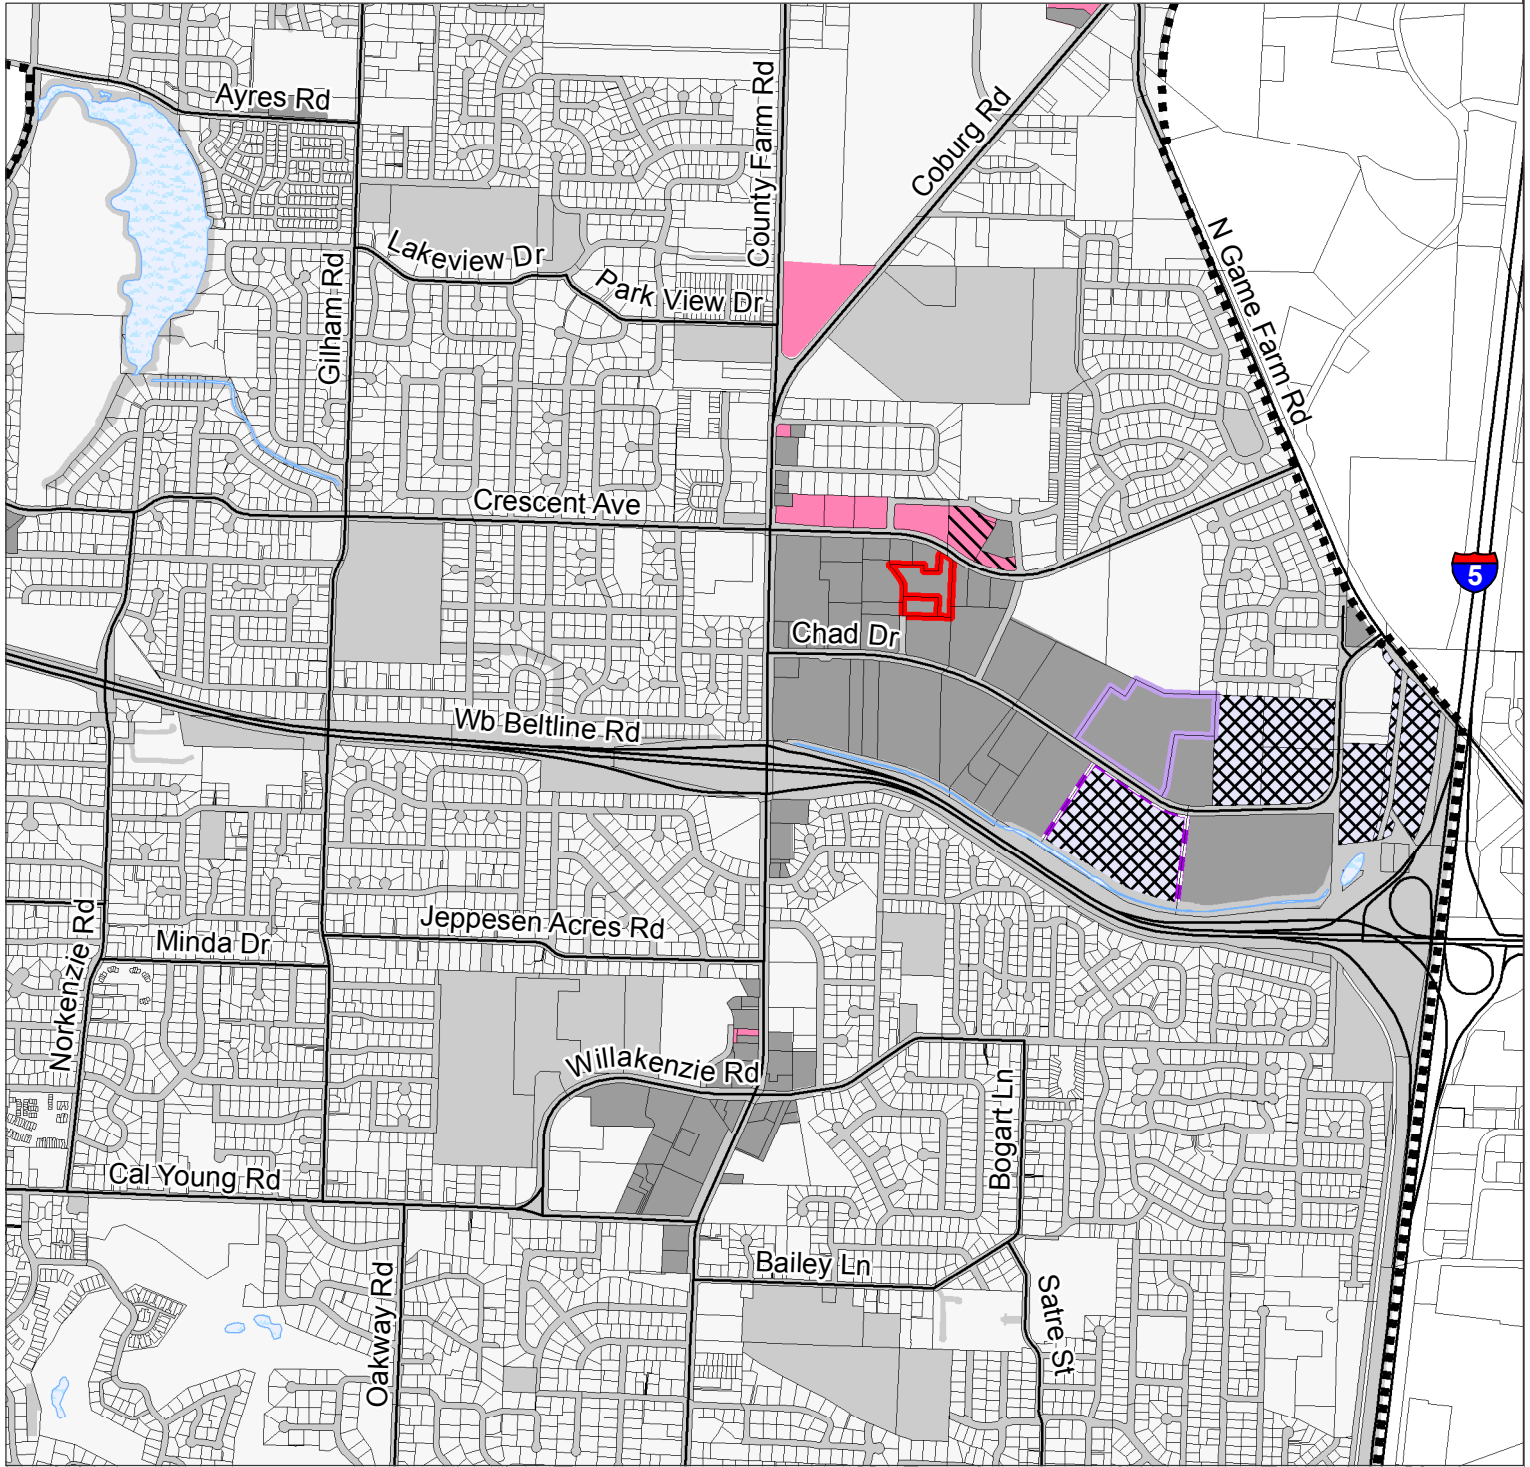 Ayres Rd
County Farm Rd
Coburg Rd
Lakeview Dr
Gilham Rd
Park View Dr
N Game Farm Rd
Crescent Ave
5
Chad Dr
Wb Beltline Rd
Jeppesen Acres Rd
Minda Dr
Norkenzie Rd
Willakenzie Rd
Bogart Ln
Cal Young Rd
Bailey Ln
Oakway Rd
Satre St